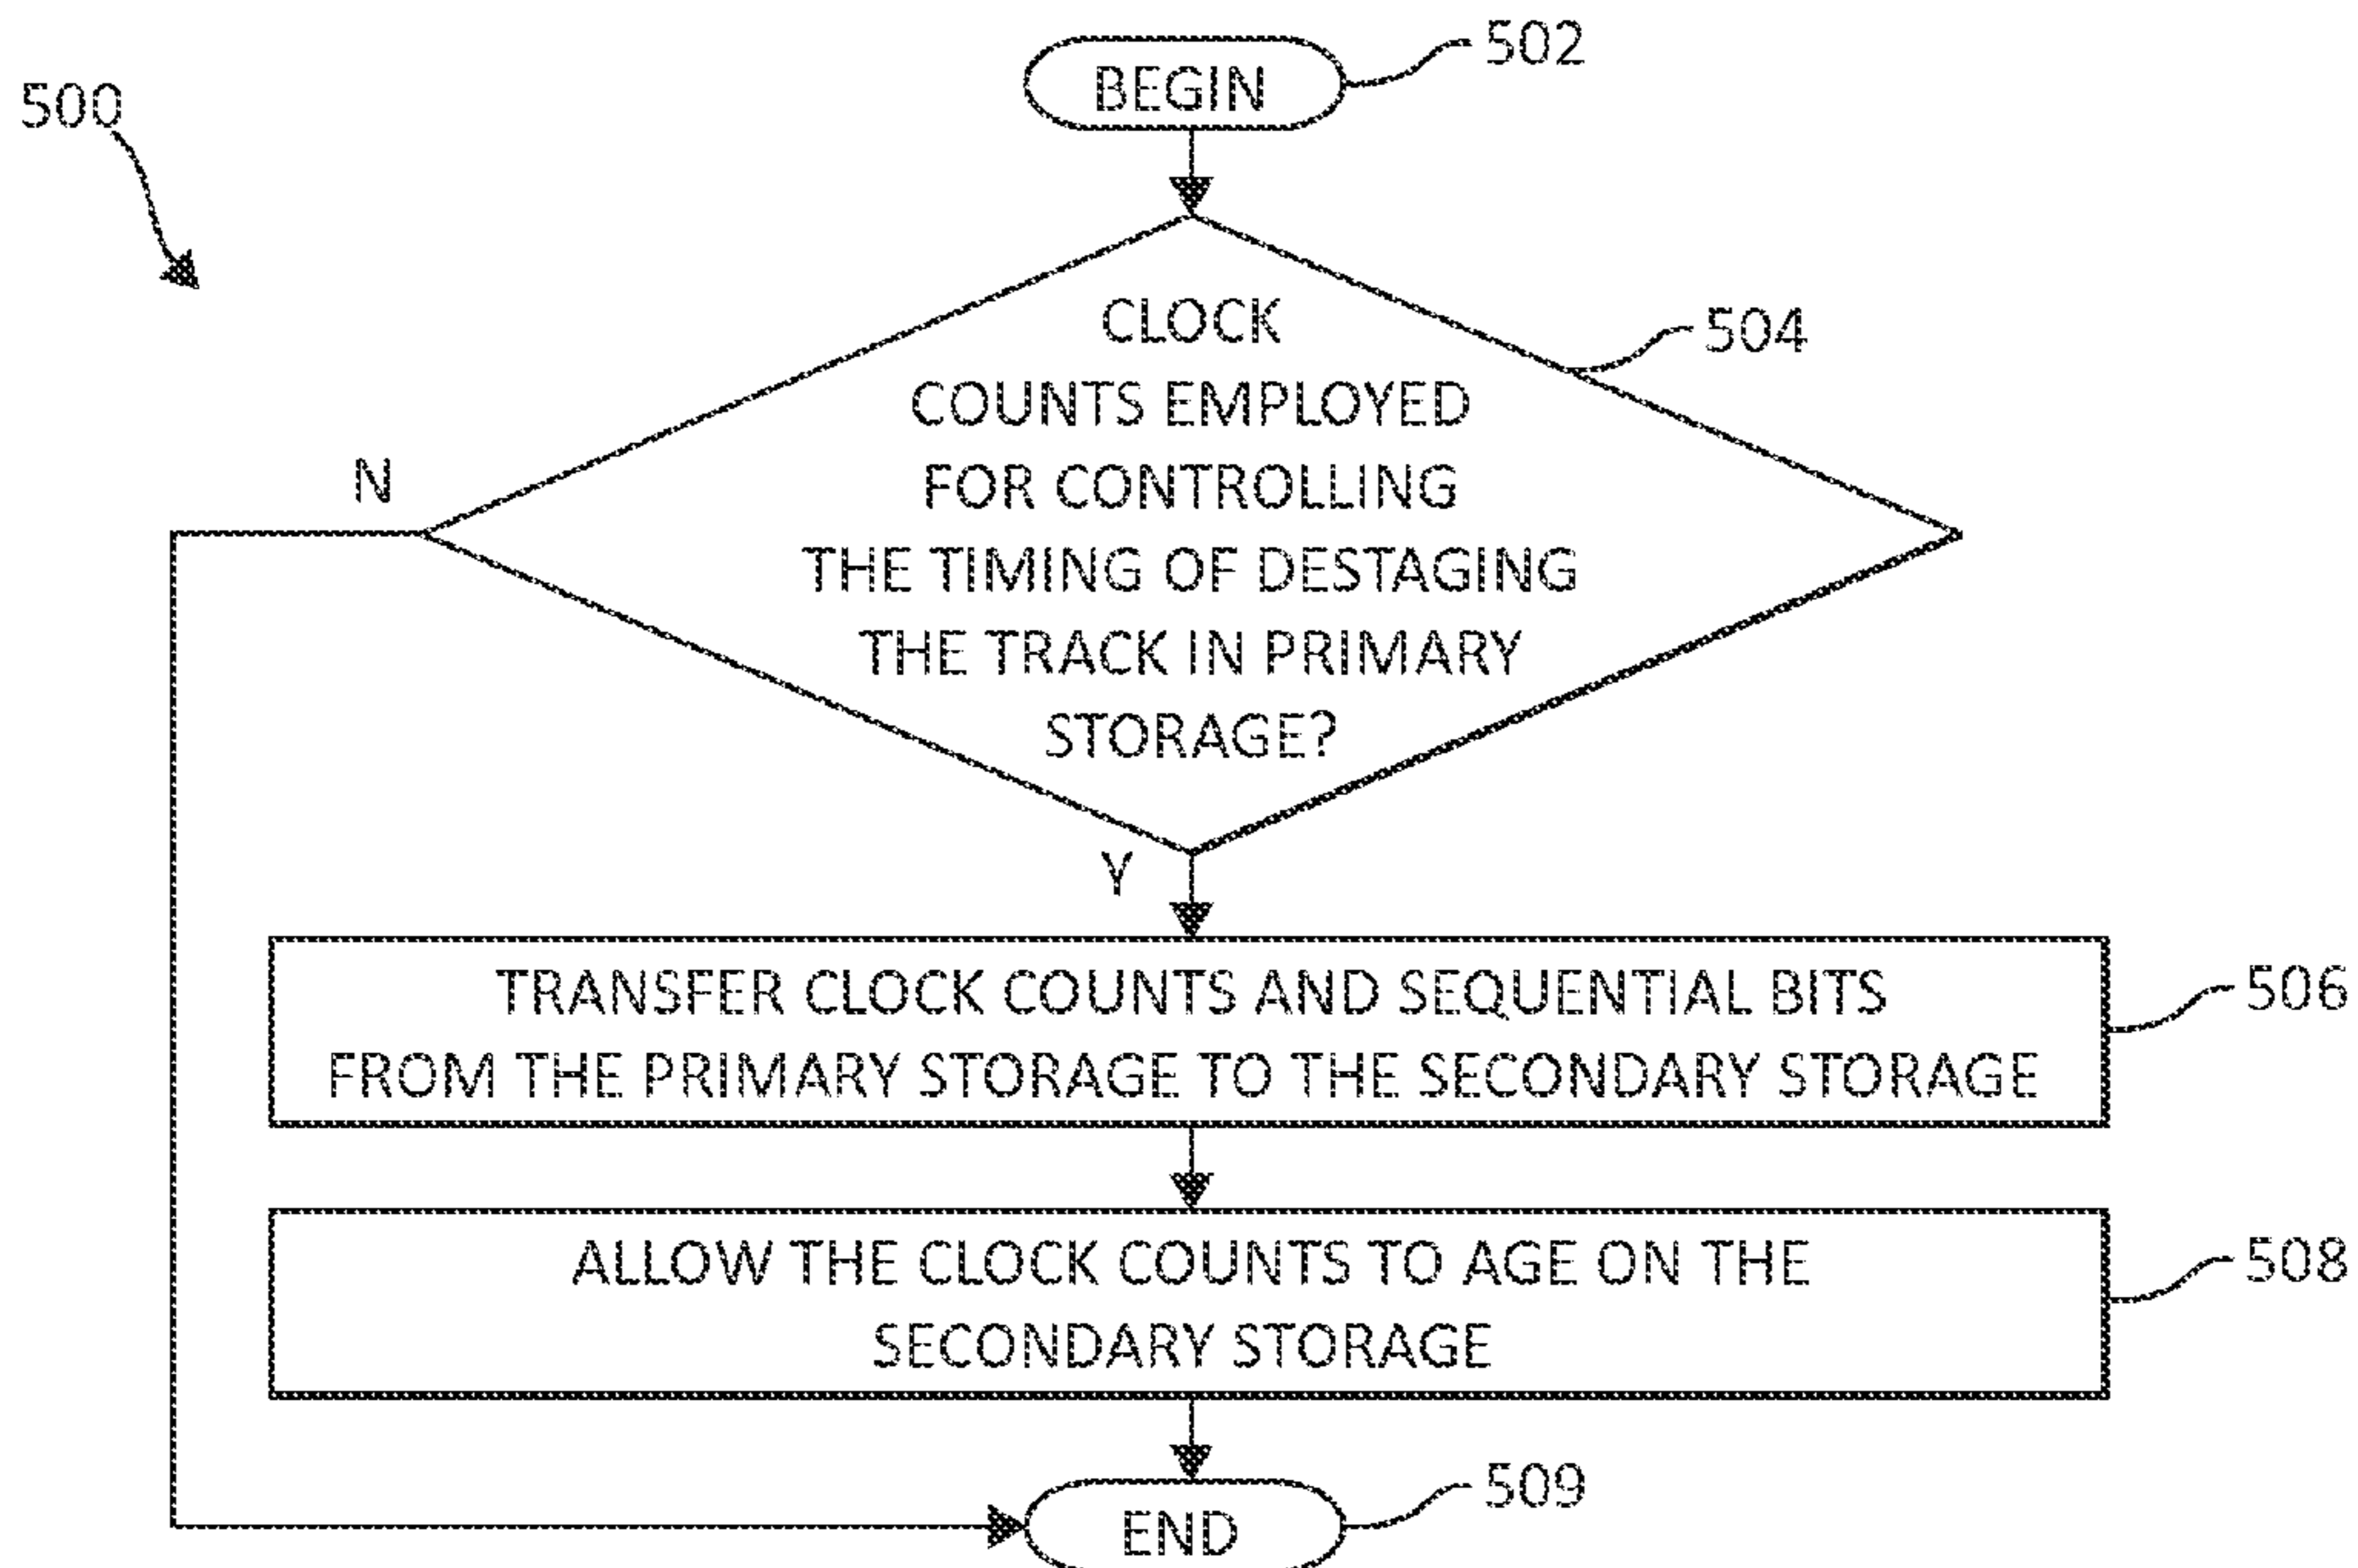 502
BEGIN
500
504
CLOCK
COUNTS EMPLOYED
FOR CONTROLLING
THE TIMING OF DESTAGING
THE TRACK IN PRIMARY
STORAGE?
N
Y
TRANSFER CLOCK COUNTS AND SEQUENTIAL BITS
FROM THE PRIMARY STORAGE TO THE SECONDARY STORAGE
506
ALLOW THE CLOCK COUNTS TO AGE ON THE
SECONDARY STORAGE
508
509
END